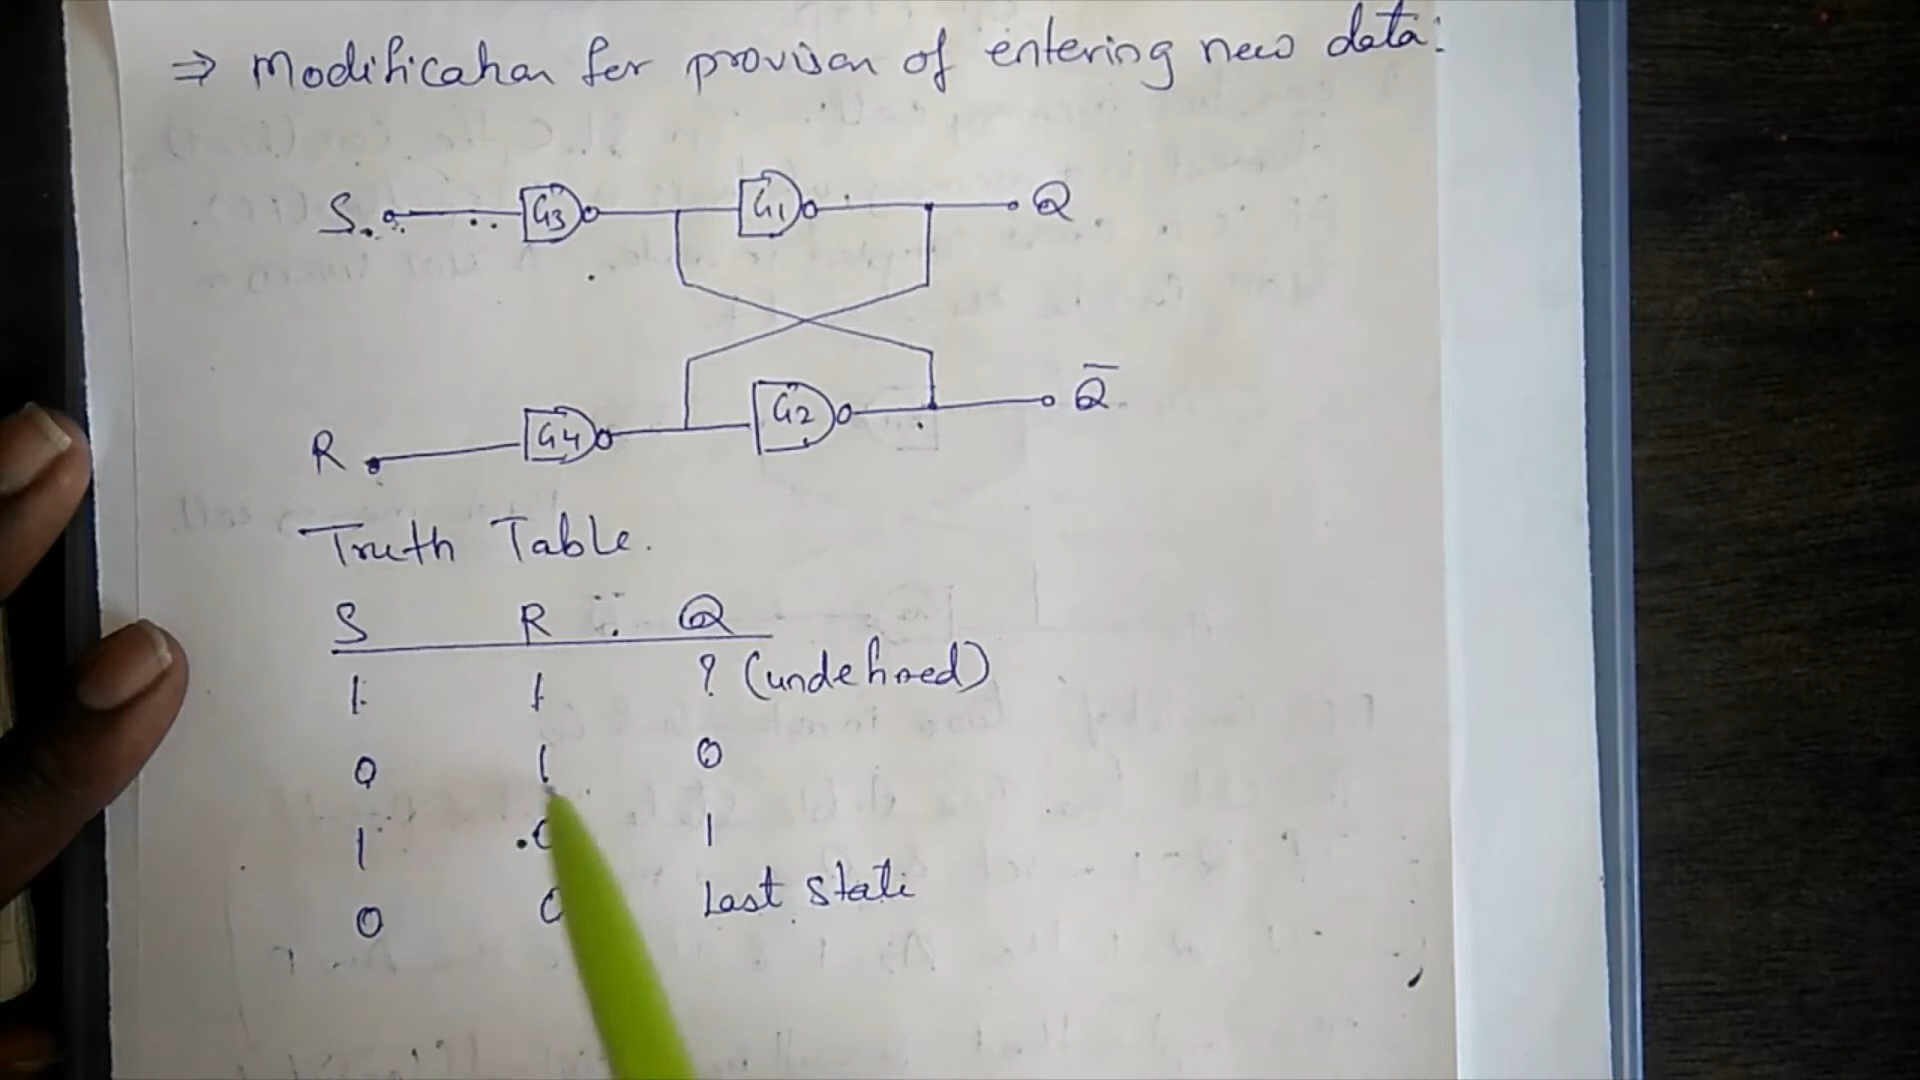 ⇒ Modification for provision of entering new data:
S G3 G1 Q
R G4 G2 Q̅
Truth Table.
S R Q
1 1 ? (undefined)
0 1 0
1 0 1
0 0 Last state